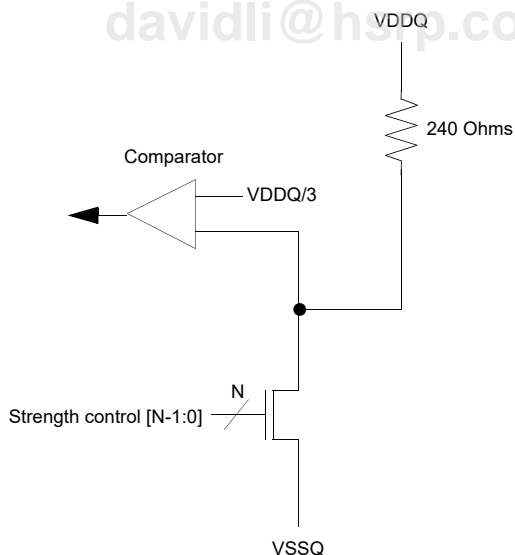 davidli@hsrp.co
VDDQ
240 Ohms
Comparator
VDDQ/3
N
Strength control [N-1:0]
VSSQ